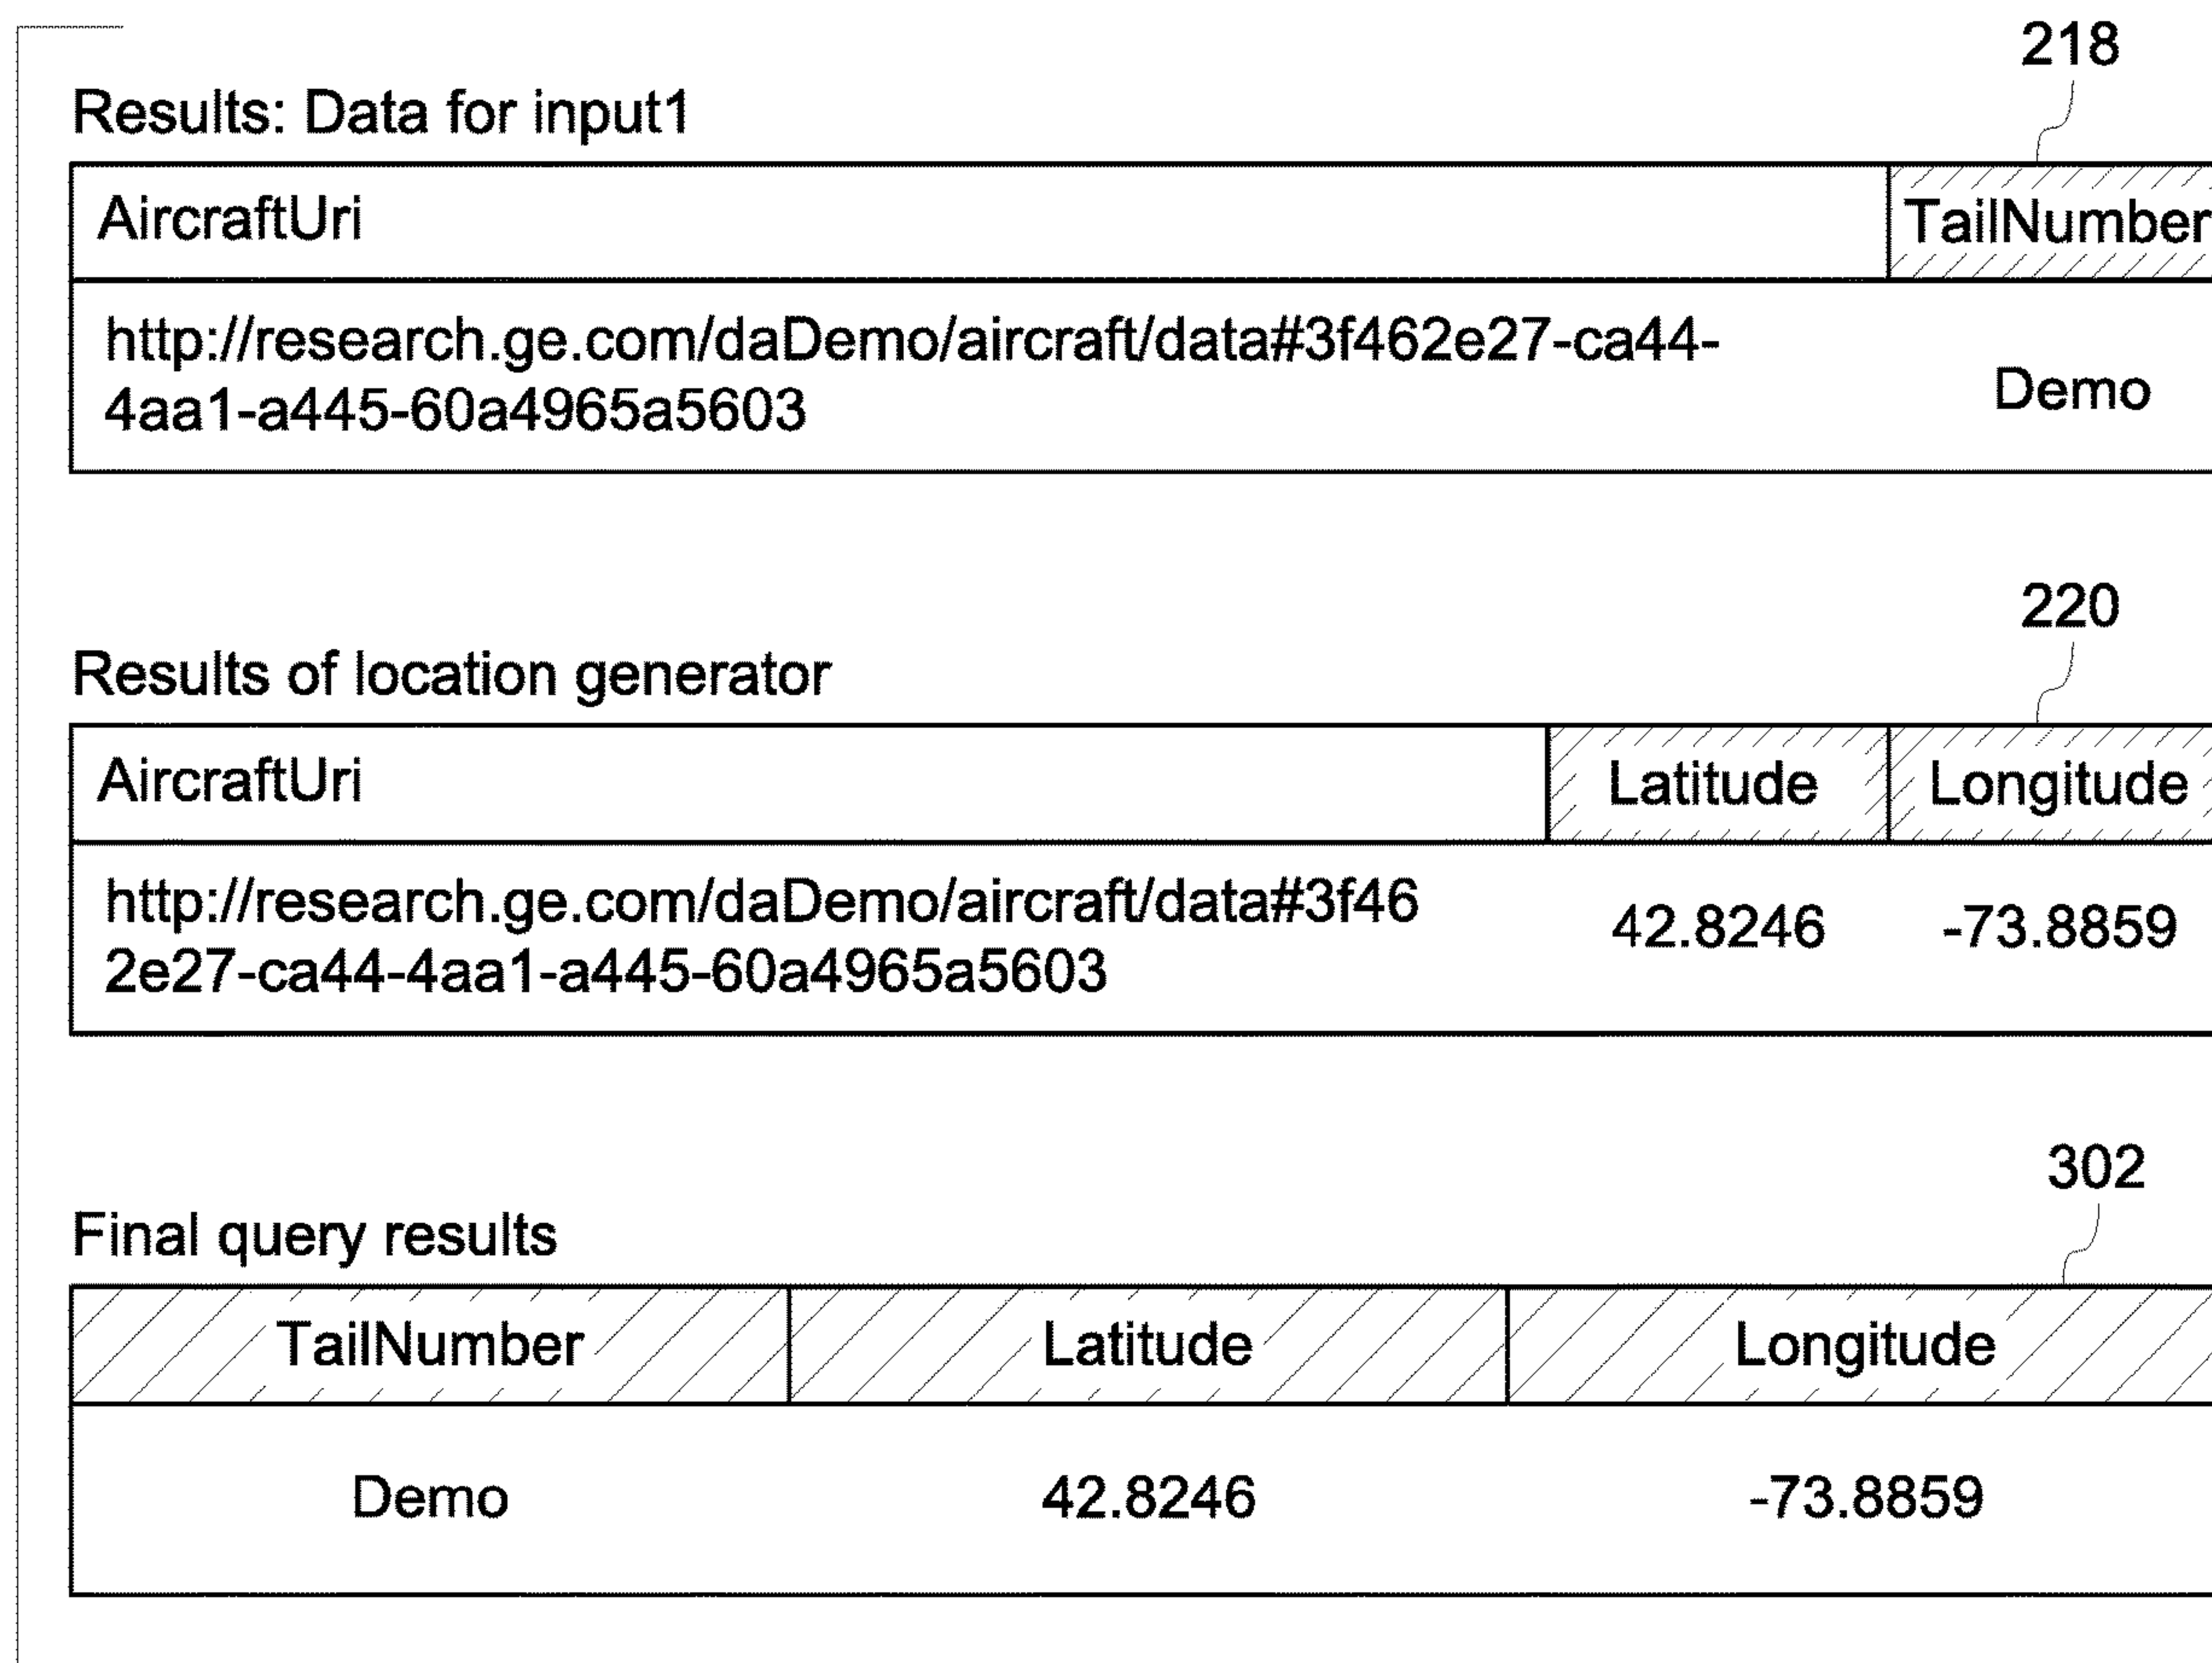 218
Results: Data for input1
AircraftUri TailNumber
http://research.ge.com/daDemo/aircraft/data#3f462e27-ca44-
4aa1-a445-60a4965a5603
Demo
220
Results of location generator
AircraftUri Latitude Longitude
http://research.ge.com/daDemo/aircraft/data#3f46
2e27-ca44-4aa1-a445-60a4965a5603
42.8246 -73.8859
302
Final query results
TailNumber Latitude Longitude
Demo 42.8246 -73.8859